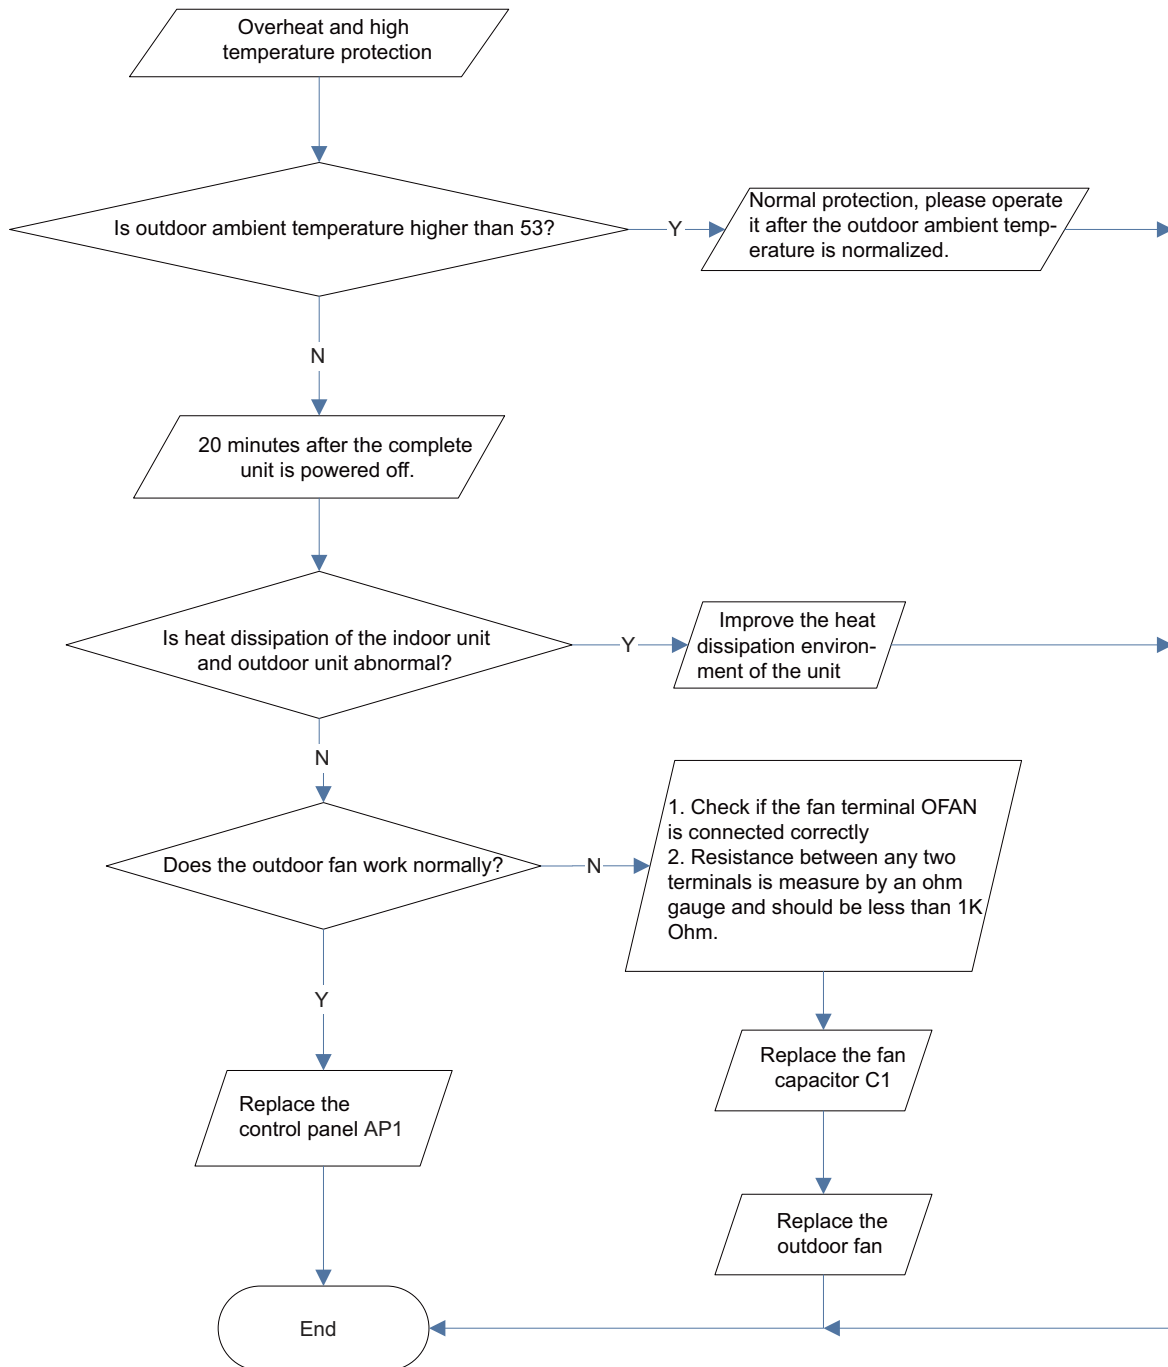 Overheat and high
temperature protection
Is outdoor ambient temperature higher than 53?
Y
Normal protection, please operate
it after the outdoor ambient temp-
erature is normalized.
N
20 minutes after the complete
unit is powered off.
Is heat dissipation of the indoor unit
and outdoor unit abnormal?
Y
Improve the heat
dissipation environ-
ment of the unit
N
Does the outdoor fan work normally?
N
1. Check if the fan terminal OFAN
is connected correctly
2. Resistance between any two
terminals is measure by an ohm
gauge and should be less than 1K
Ohm.
Y
Replace the fan
capacitor C1
Replace the
control panel AP1
Replace the
outdoor fan
End